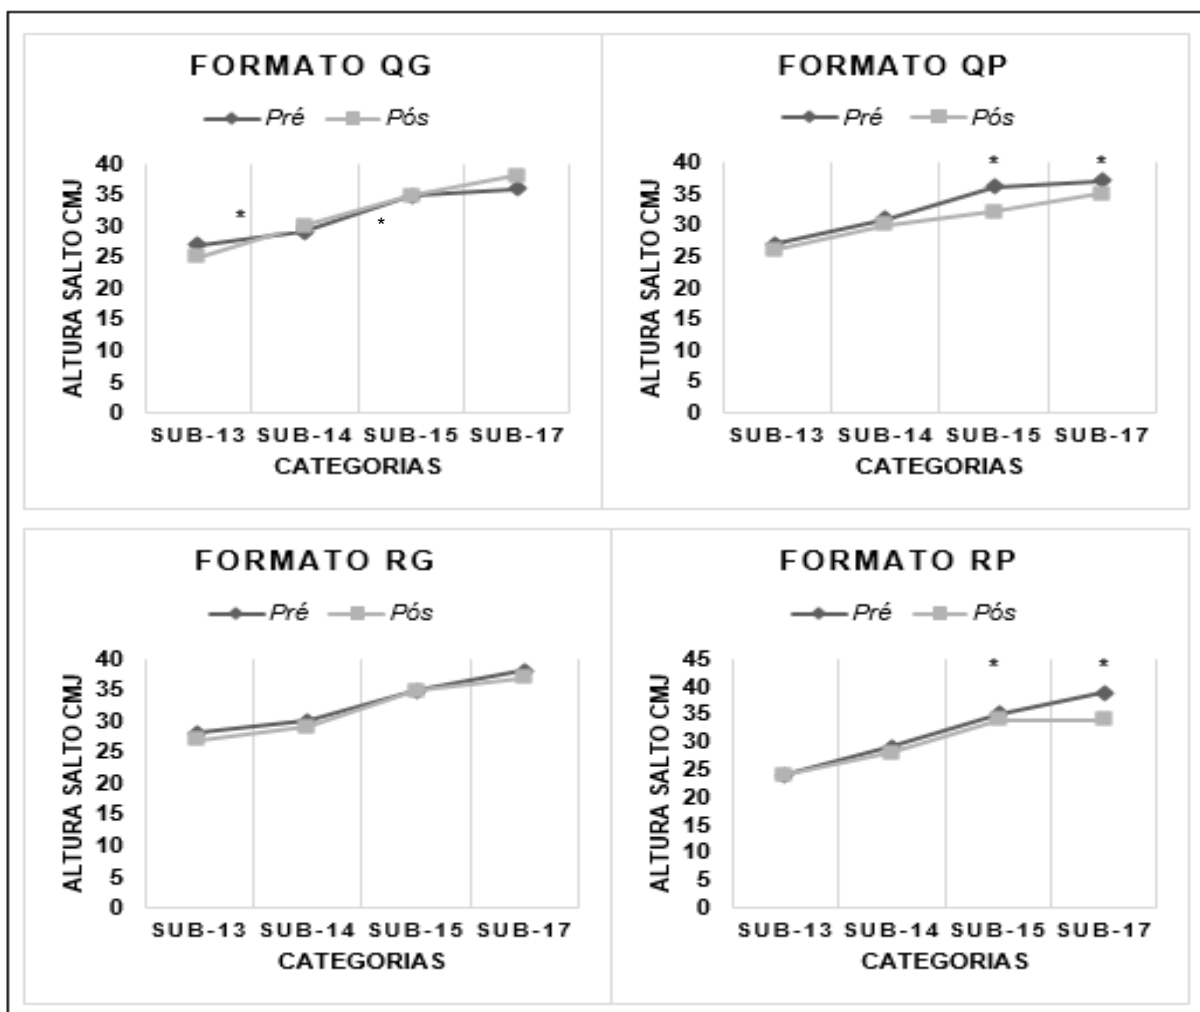 FORMATO QG
Pré Pós
ALTURA SALTO CMJ
40
35
30
25
20
15
10
5
0
*
*
SUB-13 SUB-14 SUB-15 SUB-17
CATEGORIAS
FORMATO QP
Pré Pós
ALTURA SALTO CMJ
40
35
30
25
20
15
10
5
0
* *
SUB-13 SUB-14 SUB-15 SUB-17
CATEGORIAS
FORMATO RG
Pré Pós
ALTURA SALTO CMJ
40
35
30
25
20
15
10
5
0
SUB-13 SUB-14 SUB-15 SUB-17
CATEGORIAS
FORMATO RP
Pré Pós
ALTURA SALTO CMJ
45
40
35
30
25
20
15
10
5
0
* *
SUB-13 SUB-14 SUB-15 SUB-17
CATEGORIAS